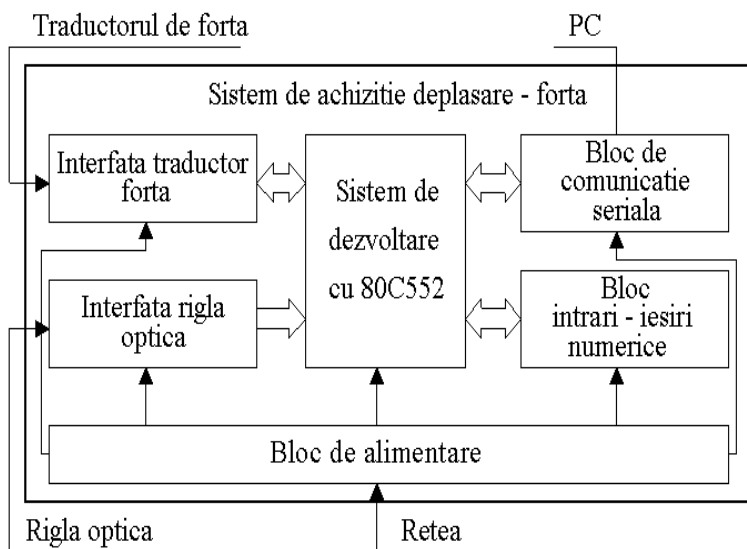 Traductorul de forta
PC
Sistem de achizitie deplasare - forta
Interfata traductor
forta
Sistem de
dezvoltare
cu 80C552
Bloc de
comunicatie
seriala
Interfata rigla
optica
Bloc
intrari - iesiri
numerice
Bloc de alimentare
Rigla optica
Retea